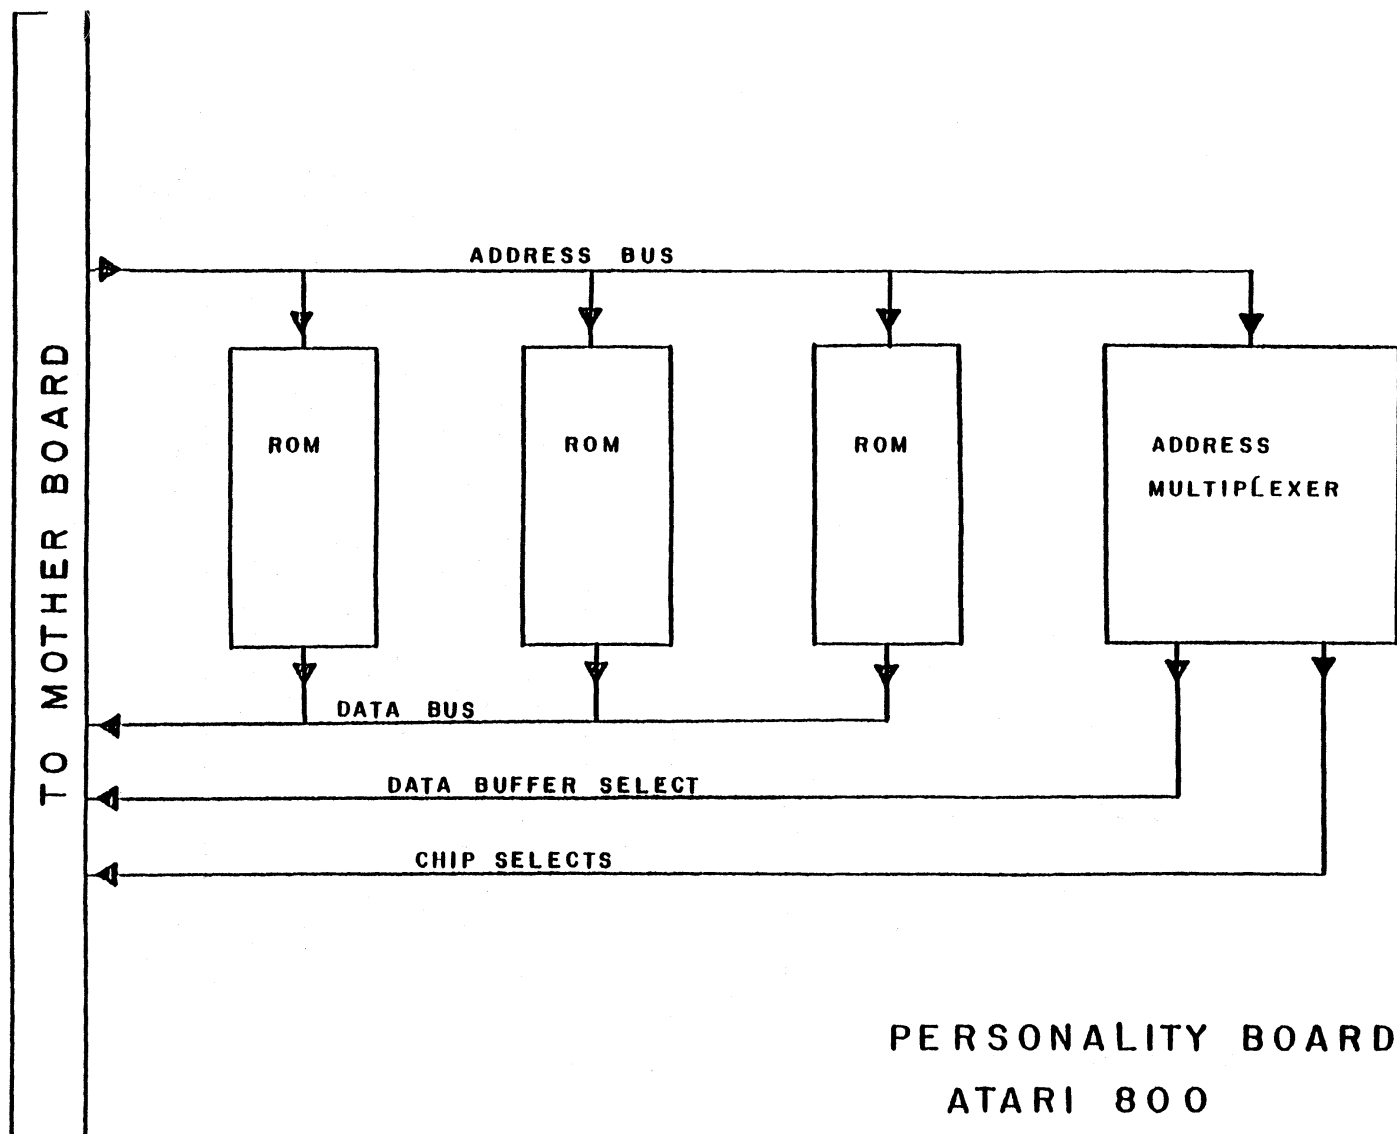 TO MOTHER BOARD
ADDRESS BUS
ROM
ROM
ROM
ADDRESS
MULTIPLEXER
DATA BUS
DATA BUFFER SELECT
CHIP SELECTS
PERSONALITY BOARD
ATARI 800